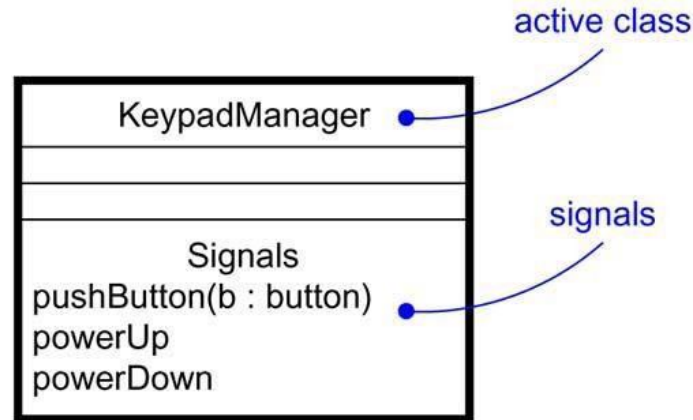 active class
KeypadManager
signals
Signals
pushButton(b : button)
powerUp
powerDown